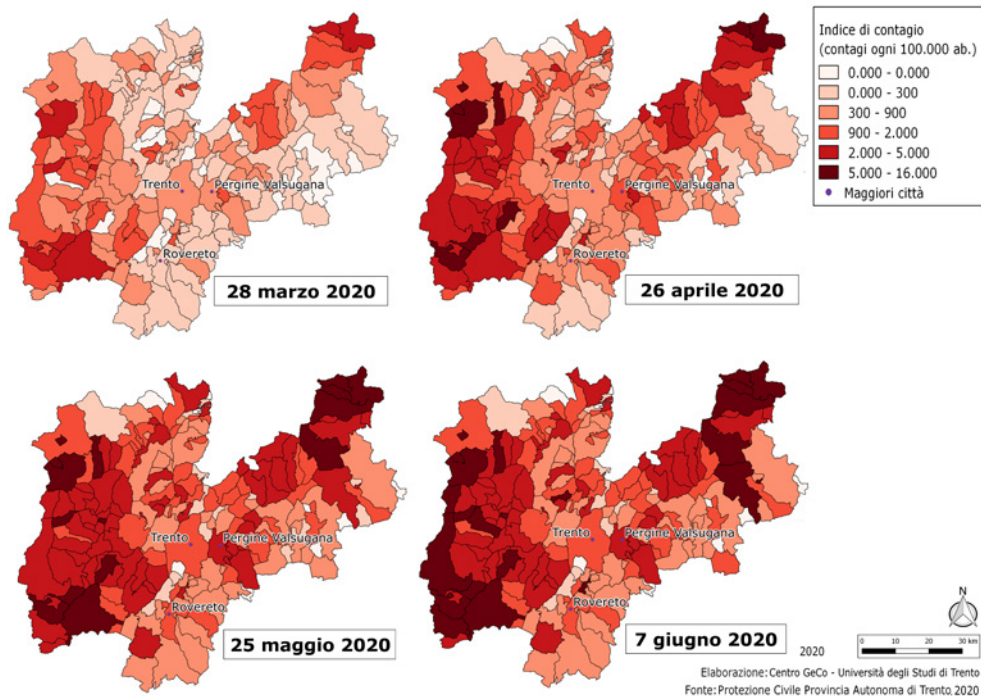 Trento
Pergine Valsugana
Rovereto
28 marzo 2020
Trento
Pergine Valsugana
Rovereto
26 aprile 2020
Indice di contagio
(contagi ogni 100.000 ab.)
0.000 - 0.000
0.000 - 300
300 - 900
900 - 2.000
2.000 - 5.000
5.000 - 16.000
Maggiori città
Trento
Pergine Valsugana
Rovereto
25 maggio 2020
Trento
Pergine Valsugana
Rovereto
7 giugno 2020
N
2020
0 10 20 30 km
Elaborazione: Centro GeCo - Università degli Studi di Trento
Fonte: Protezione Civile Provincia Autonoma di Trento, 2020